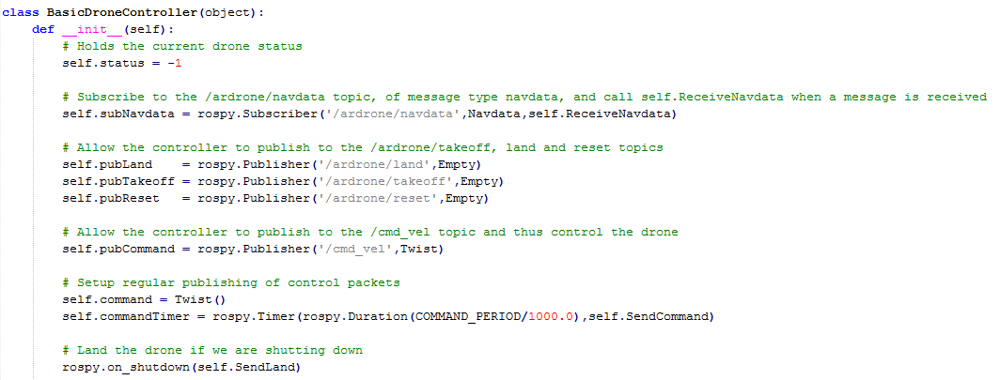 class BasicDroneController(object):
    def __init__(self):
        # Holds the current drone status
        self.status = -1

        # Subscribe to the /ardrone/navdata topic, of message type navdata, and call self.ReceiveNavdata when a message is received
        self.subNavdata = rospy.Subscriber('/ardrone/navdata',Navdata,self.ReceiveNavdata)

        # Allow the controller to publish to the /ardrone/takeoff, land and reset topics
        self.pubLand    = rospy.Publisher('/ardrone/land',Empty)
        self.pubTakeoff = rospy.Publisher('/ardrone/takeoff',Empty)
        self.pubReset   = rospy.Publisher('/ardrone/reset',Empty)

        # Allow the controller to publish to the /cmd_vel topic and thus control the drone
        self.pubCommand = rospy.Publisher('/cmd_vel',Twist)

        # Setup regular publishing of control packets
        self.command = Twist()
        self.commandTimer = rospy.Timer(rospy.Duration(COMMAND_PERIOD/1000.0),self.SendCommand)

        # Land the drone if we are shutting down
        rospy.on_shutdown(self.SendLand)